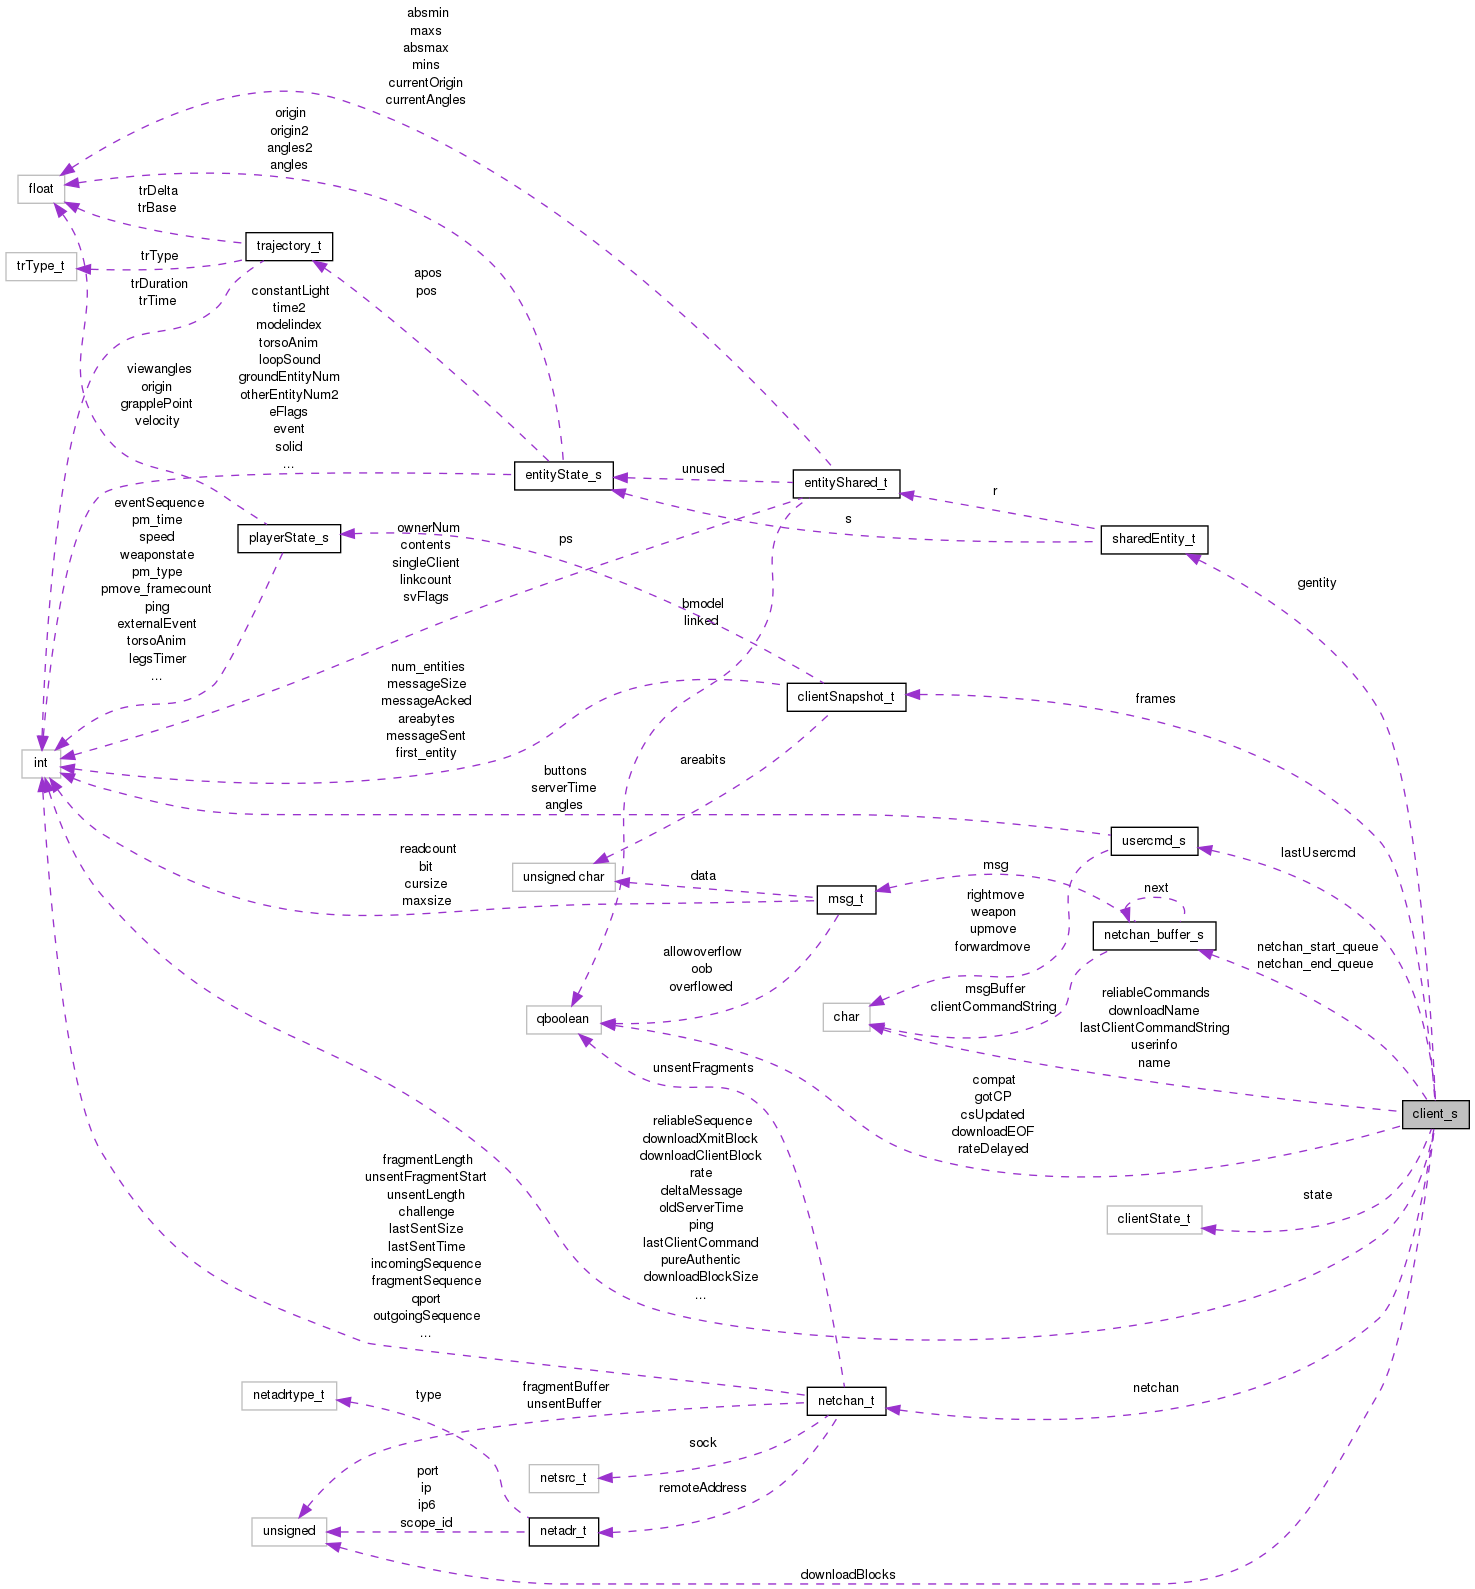 absmin
maxs
absmax
mins
currentOrigin
currentAngles
origin
origin2
angles2
angles
float
trDelta
trBase
trajectory_t
trType_t
trType
trDuration
trTime
apos
pos
constantLight
time2
modelindex
torsoAnim
loopSound
groundEntityNum
otherEntityNum2
eFlags
event
solid
...
viewangles
origin
grapplePoint
velocity
entityState_s
unused
entityShared_t
r
s
sharedEntity_t
gentity
eventSequence
pm_time
speed
weaponstate
pm_type
pmove_framecount
ping
externalEvent
torsoAnim
legsTimer
...
playerState_s
ps
ownerNum
contents
singleClient
linkcount
svFlags
bmodel
linked
num_entities
messageSize
messageAcked
areabytes
messageSent
first_entity
clientSnapshot_t
frames
int
areabits
buttons
serverTime
angles
usercmd_s
lastUsercmd
readcount
bit
cursize
maxsize
unsigned char
data
msg_t
msg
next
netchan_buffer_s
rightmove
weapon
upmove
forwardmove
netchan_start_queue
netchan_end_queue
allowoverflow
oob
overflowed
qboolean
char
msgBuffer
clientCommandString
reliableCommands
downloadName
lastClientCommandString
userinfo
name
unsentFragments
compat
gotCP
csUpdated
downloadEOF
rateDelayed
client_s
reliableSequence
downloadXmitBlock
downloadClientBlock
rate
deltaMessage
oldServerTime
ping
lastClientCommand
pureAuthentic
downloadBlockSize
...
clientState_t
state
fragmentLength
unsentFragmentStart
unsentLength
challenge
lastSentSize
lastSentTime
incomingSequence
fragmentSequence
qport
outgoingSequence
...
netadrtype_t
type
fragmentBuffer
unsentBuffer
netchan_t
netchan
sock
netsrc_t
port
ip
ip6
scope_id
remoteAddress
unsigned
netadr_t
downloadBlocks